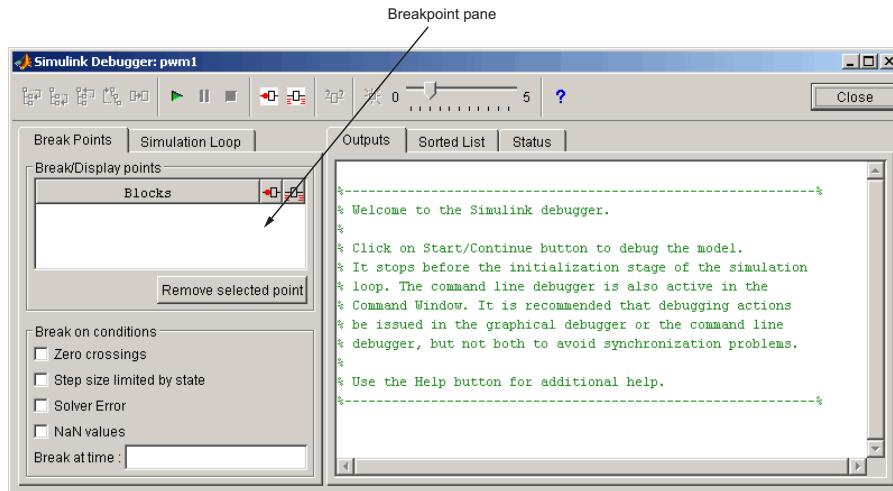 Breakpoint pane
Simulink Debugger: pwm1
0 5 ? Close
Break Points Simulation Loop
Outputs Sorted List Status
Break/Display points
Blocks
Remove selected point
Break on conditions
Zero crossings
Step size limited by state
Solver Error
NaN values
Break at time :
%----------------------------------------------------------%
% Welcome to the Simulink debugger.
%
% Click on Start/Continue button to debug the model.
% It stops before the initialization stage of the simulation
% loop. The command line debugger is also active in the
% Command Window. It is recommended that debugging actions
% be issued in the graphical debugger or the command line
% debugger, but not both to avoid synchronization problems.
%
% Use the Help button for additional help.
%----------------------------------------------------------%